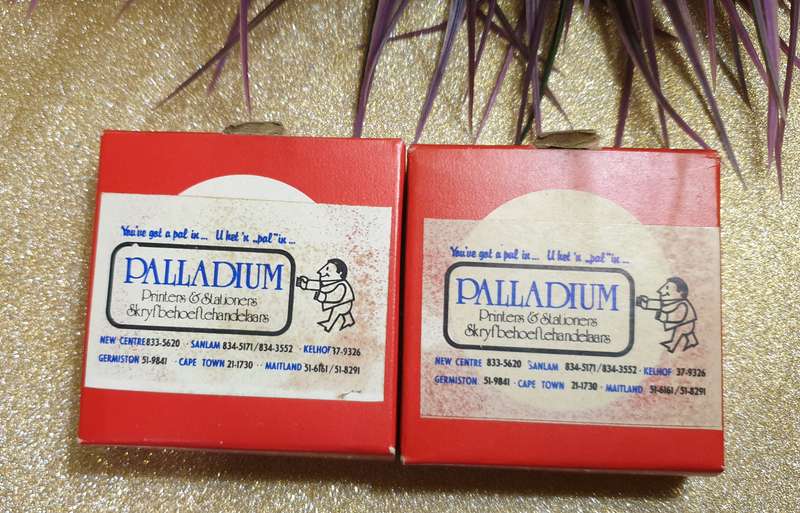 You've got a pal in... U het 'n „pal" in...
PALLADIUM
Printers & Stationers
Skryfbehoeftehandelaars
NEW CENTRE 833-5620 · SANLAM 834-5171/834-3552 · KELHOF 37-9326
GERMISTON 51-9841 · CAPE TOWN 21-1730 · MAITLAND 51-6161/51-8291
You've got a pal in... U het 'n „pal" in...
PALLADIUM
Printers & Stationers
Skryfbehoeftehandelaars
NEW CENTRE 833-5620 SANLAM 834-5171/834-3552 · KELHOF 37-9326
GERMISTON 51-9841 · CAPE TOWN 21-1730 · MAITLAND 51-6161/51-8291